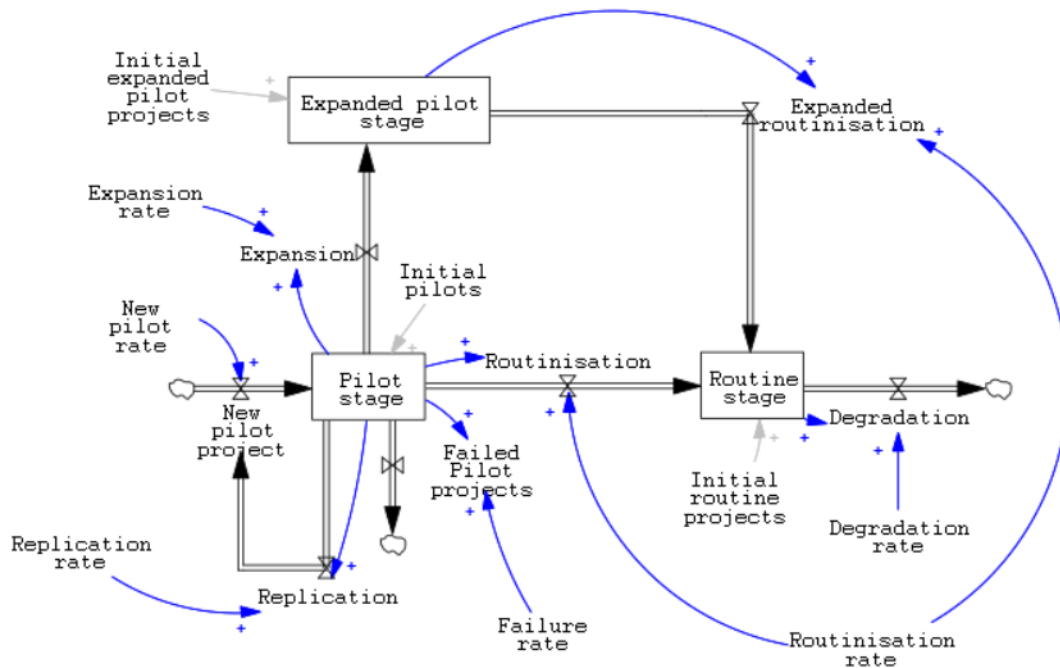 Initial
expanded
pilot
projects
+
Expanded pilot
stage
+
Expanded
routinisation
+
Expansion
rate
+
Expansion
+
Initial
pilots
+
New
pilot rate
+
Pilot
stage
+
Routinisation
+
Routine
stage
New
pilot
project
+
Failed
Pilot
projects
+
+
Degradation
+
+
Initial
routine
projects
Degradation
rate
Replication
rate
+
+
Replication
Failure
rate
Routinisation
rate